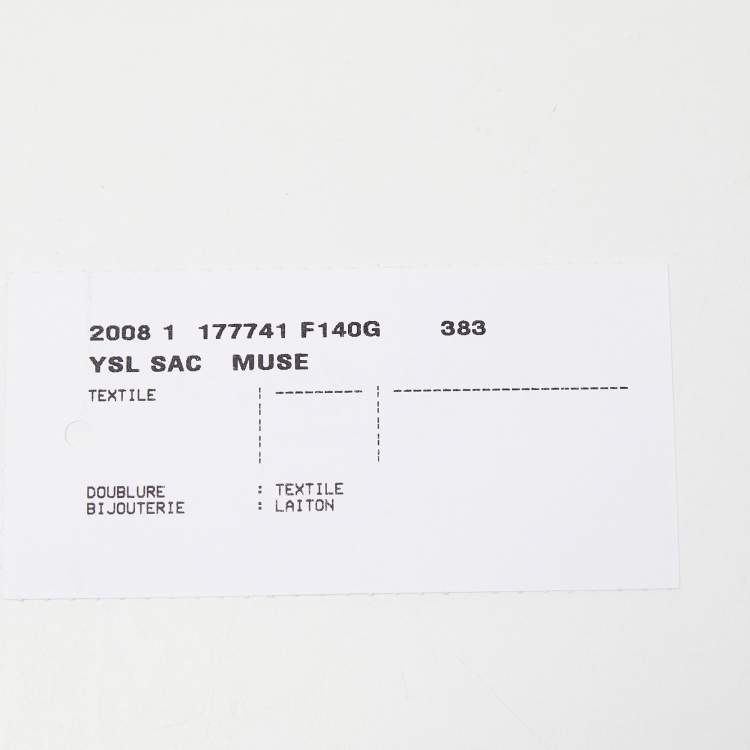 2008 1 177741 F140G 383
YSL SAC MUSE
TEXTILE
DOUBLURE : TEXTILE
BIJOUTERIE : LAITON